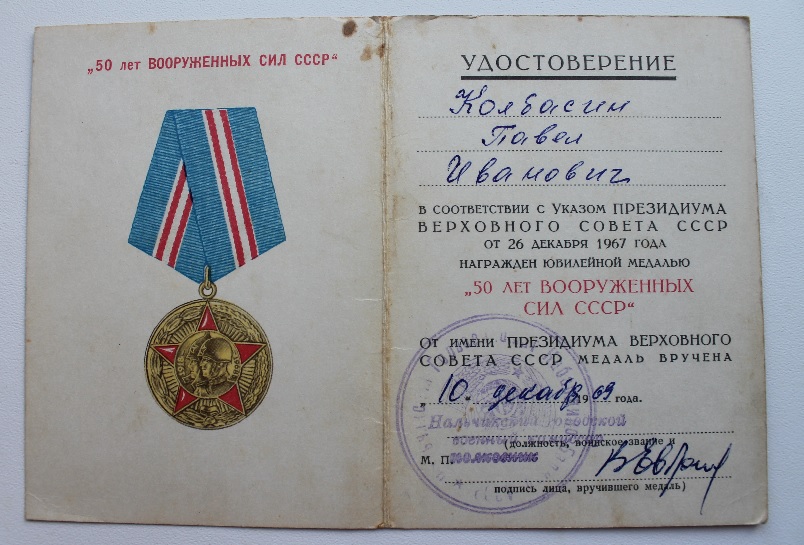 „50 лет ВООРУЖЕННЫХ СИЛ СССР“
УДОСТОВЕРЕНИЕ
Колбасин
Павел
Иванович
В СООТВЕТСТВИИ С УКАЗОМ ПРЕЗИДИУМА
ВЕРХОВНОГО СОВЕТА СССР
ОТ 26 ДЕКАБРЯ 1967 ГОДА
НАГРАЖДЕН ЮБИЛЕЙНОЙ МЕДАЛЬЮ
„50 ЛЕТ ВООРУЖЕННЫХ
СИЛ СССР“
ОТ ИМЕНИ ПРЕЗИДИУМА ВЕРХОВНОГО
СОВЕТА СССР МЕДАЛЬ ВРУЧЕНА
„10 “ декабря 1969 года.
Нальчикский городской
военный комиссар
(должность, воинское звание и
М. П.
подпись лица, вручившего медаль)